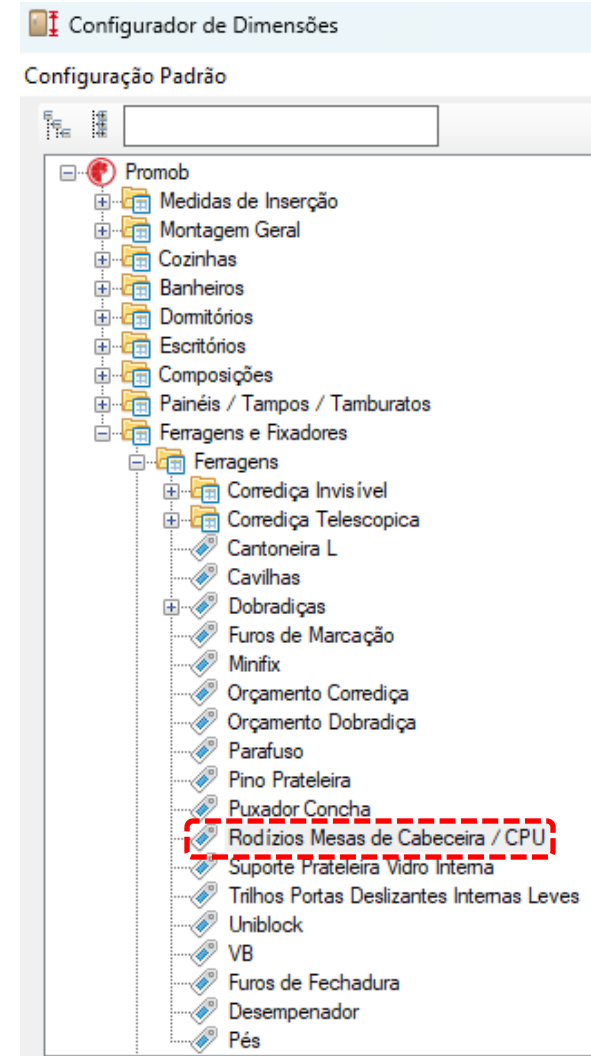 Configurador de Dimensões
Configuração Padrão
Promob
Medidas de Inserção
Montagem Geral
Cozinhas
Banheiros
Dormitórios
Escritórios
Composições
Painéis / Tampos / Tamburatos
Ferragens e Fixadores
Ferragens
Corrediça Invisível
Corrediça Telescopica
Cantoneira L
Cavilhas
Dobradiças
Furos de Marcação
Minifix
Orçamento Corrediça
Orçamento Dobradiça
Parafuso
Pino Prateleira
Puxador Concha
Rodízios Mesas de Cabeceira / CPU
Suporte Prateleira Vidro Interna
Trilhos Portas Deslizantes Internas Leves
Uniblock
VB
Furos de Fechadura
Desempenador
Pés